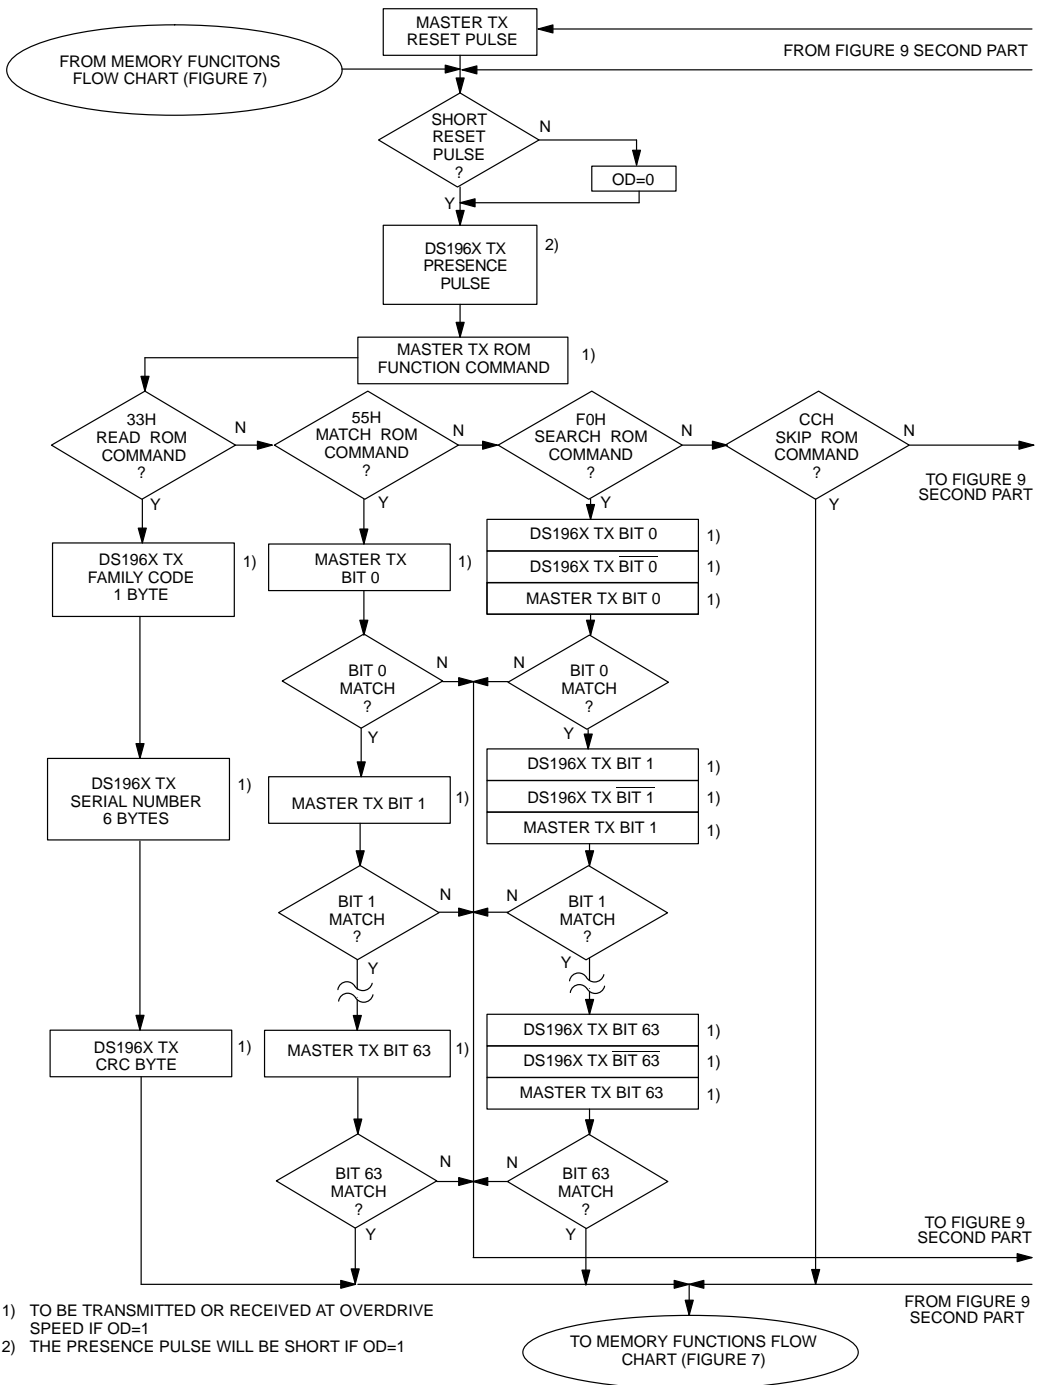 MASTER TX
RESET PULSE
FROM FIGURE 9 SECOND PART
FROM MEMORY FUNCITONS
FLOW CHART (FIGURE 7)
SHORT
RESET
PULSE
?
N
OD=0
Y
DS196X TX
PRESENCE
PULSE
2)
MASTER TX ROM
FUNCTION COMMAND
1)
33H
READ ROM
COMMAND
?
N
Y
55H
MATCH ROM
COMMAND
?
N
Y
F0H
SEARCH ROM
COMMAND
?
N
Y
CCH
SKIP ROM
COMMAND
?
N
Y
TO FIGURE 9
SECOND PART
DS196X TX
FAMILY CODE
1 BYTE
1)
MASTER TX
BIT 0
1)
DS196X TX BIT 0
1)
DS196X TX B̅I̅T̅ ̅0̅
1)
MASTER TX BIT 0
1)
BIT 0
MATCH
?
N
Y
BIT 0
MATCH
?
N
Y
DS196X TX
SERIAL NUMBER
6 BYTES
1)
MASTER TX BIT 1
1)
DS196X TX BIT 1
1)
DS196X TX B̅I̅T̅ ̅1̅
1)
MASTER TX BIT 1
1)
BIT 1
MATCH
?
N
Y
BIT 1
MATCH
?
N
Y
DS196X TX
CRC BYTE
1)
MASTER TX BIT 63
1)
DS196X TX BIT 63
1)
DS196X TX B̅I̅T̅ ̅6̅3̅
1)
MASTER TX BIT 63
1)
BIT 63
MATCH
?
N
Y
BIT 63
MATCH
?
N
Y
TO FIGURE 9
SECOND PART
FROM FIGURE 9
SECOND PART
1) TO BE TRANSMITTED OR RECEIVED AT OVERDRIVE
SPEED IF OD=1
2) THE PRESENCE PULSE WILL BE SHORT IF OD=1
TO MEMORY FUNCTIONS FLOW
CHART (FIGURE 7)